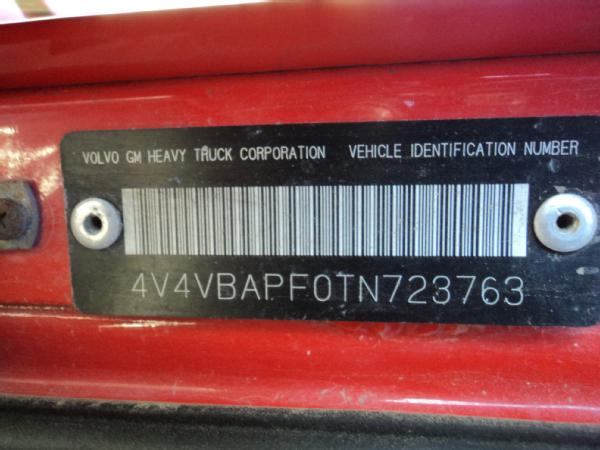 VOLVO GM HEAVY TRUCK CORPORATION VEHICLE IDENTIFICATION NUMBER
4V4VBAPF0TN723763